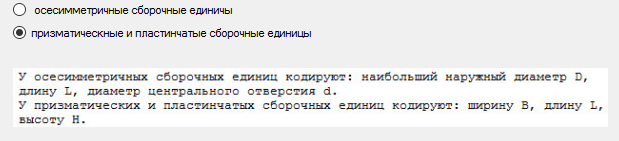 осесимметричные сборочные единичы
призматическные и пластинчатые сборочные единицы
У осесимметричных сборочных единиц кодируют: наибольший наружный диаметр D,
длину L, диаметр центрального отверстия d.
У призматических и пластинчатых сборочных единиц кодируют: ширину B, длину L,
высоту H.